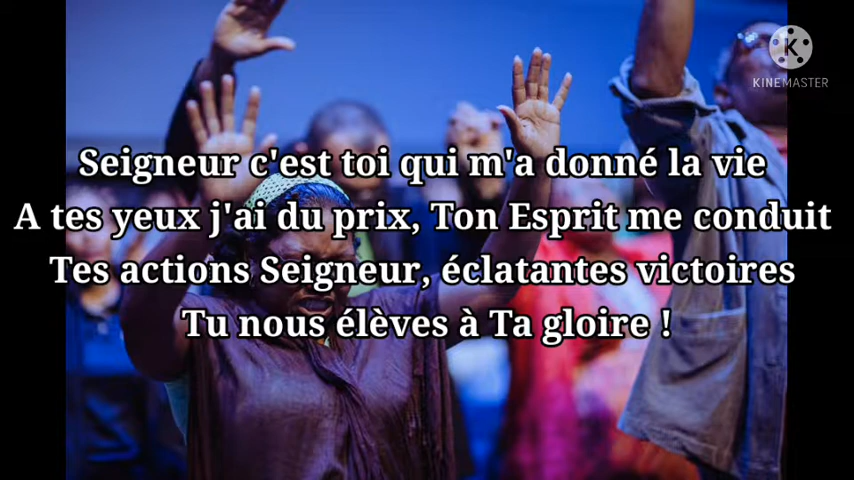 KINEMASTER
Seigneur c'est toi qui m'a donné la vie
A tes yeux j'ai du prix, Ton Esprit me conduit
Tes actions Seigneur, éclatantes victoires
Tu nous élèves à Ta gloire !